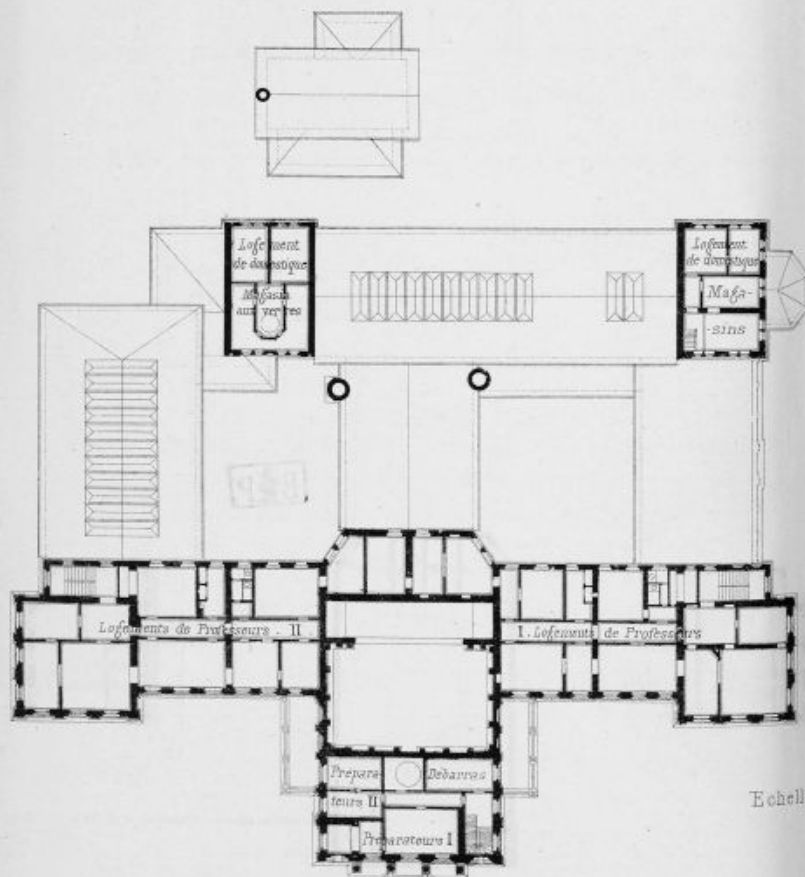 Logement
de domestique
Magasin
aux verres
Logement
de domestique
Maga-
-sins
Logements de Professeurs . II
I . Logements de Professeurs
Prépara-
teurs II
Débarras
Préparateurs I
Echell